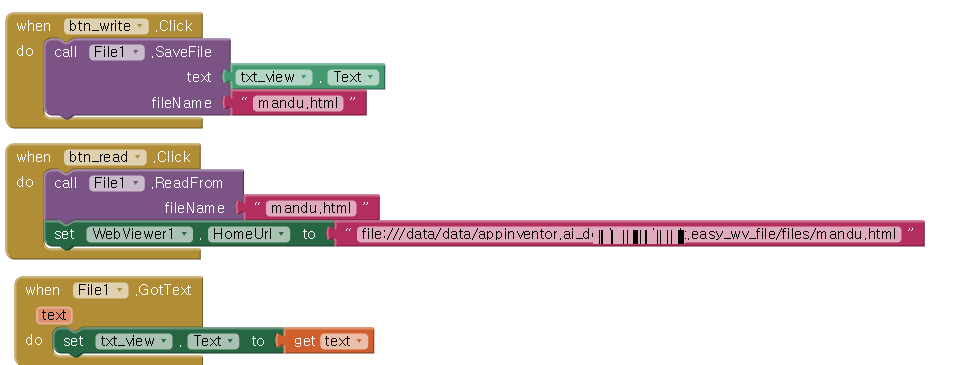 when btn_write .Click
do call File1 .SaveFile
text txt_view . Text
fileName " mandu.html "
when btn_read .Click
do call File1 .ReadFrom
fileName " mandu.html "
set WebViewer1 . HomeUrl to " file:///data/data/appinventor.ai_d .easy_wv_file/files/mandu.html "
when File1 .GotText
text
do set txt_view . Text to get text